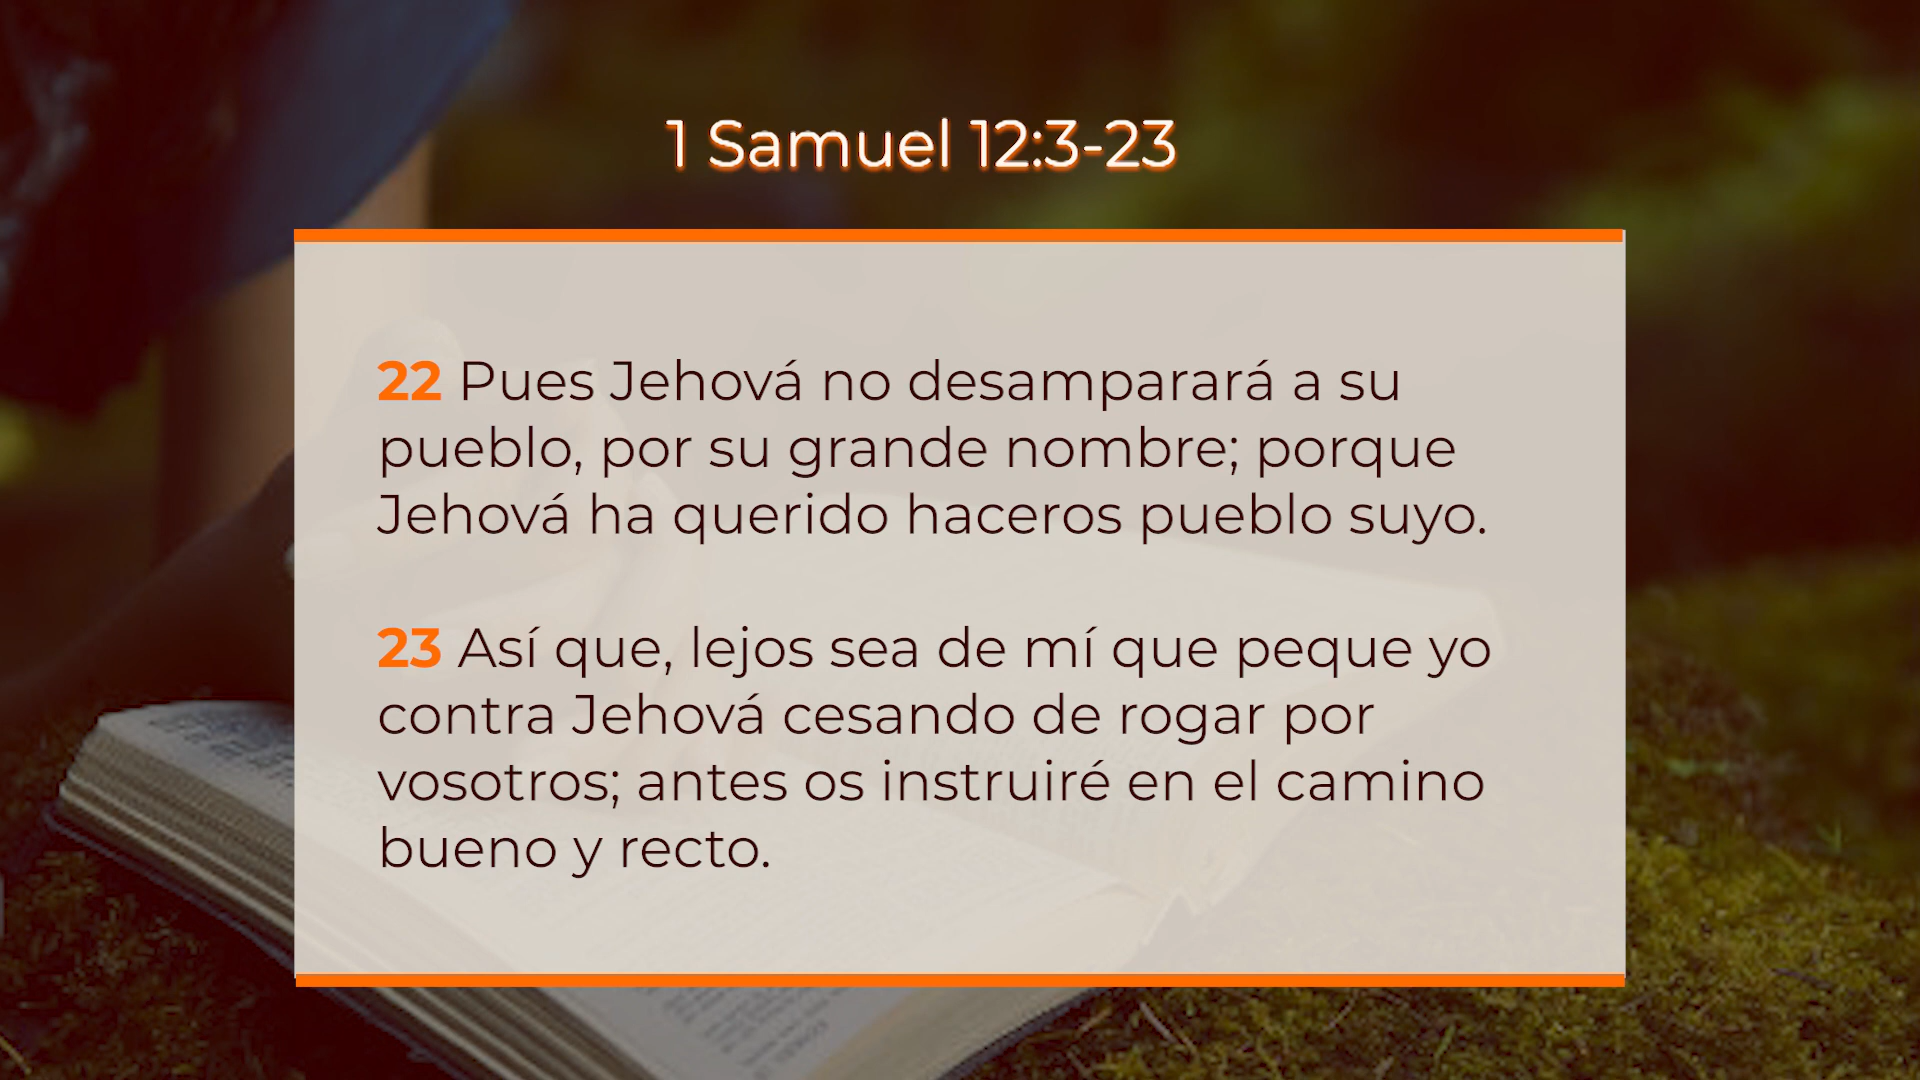 1 Samuel 12:3-23
22 Pues Jehová no desamparará a su
pueblo, por su grande nombre; porque
Jehová ha querido haceros pueblo suyo.
23 Así que, lejos sea de mí que peque yo
contra Jehová cesando de rogar por
vosotros; antes os instruiré en el camino
bueno y recto.